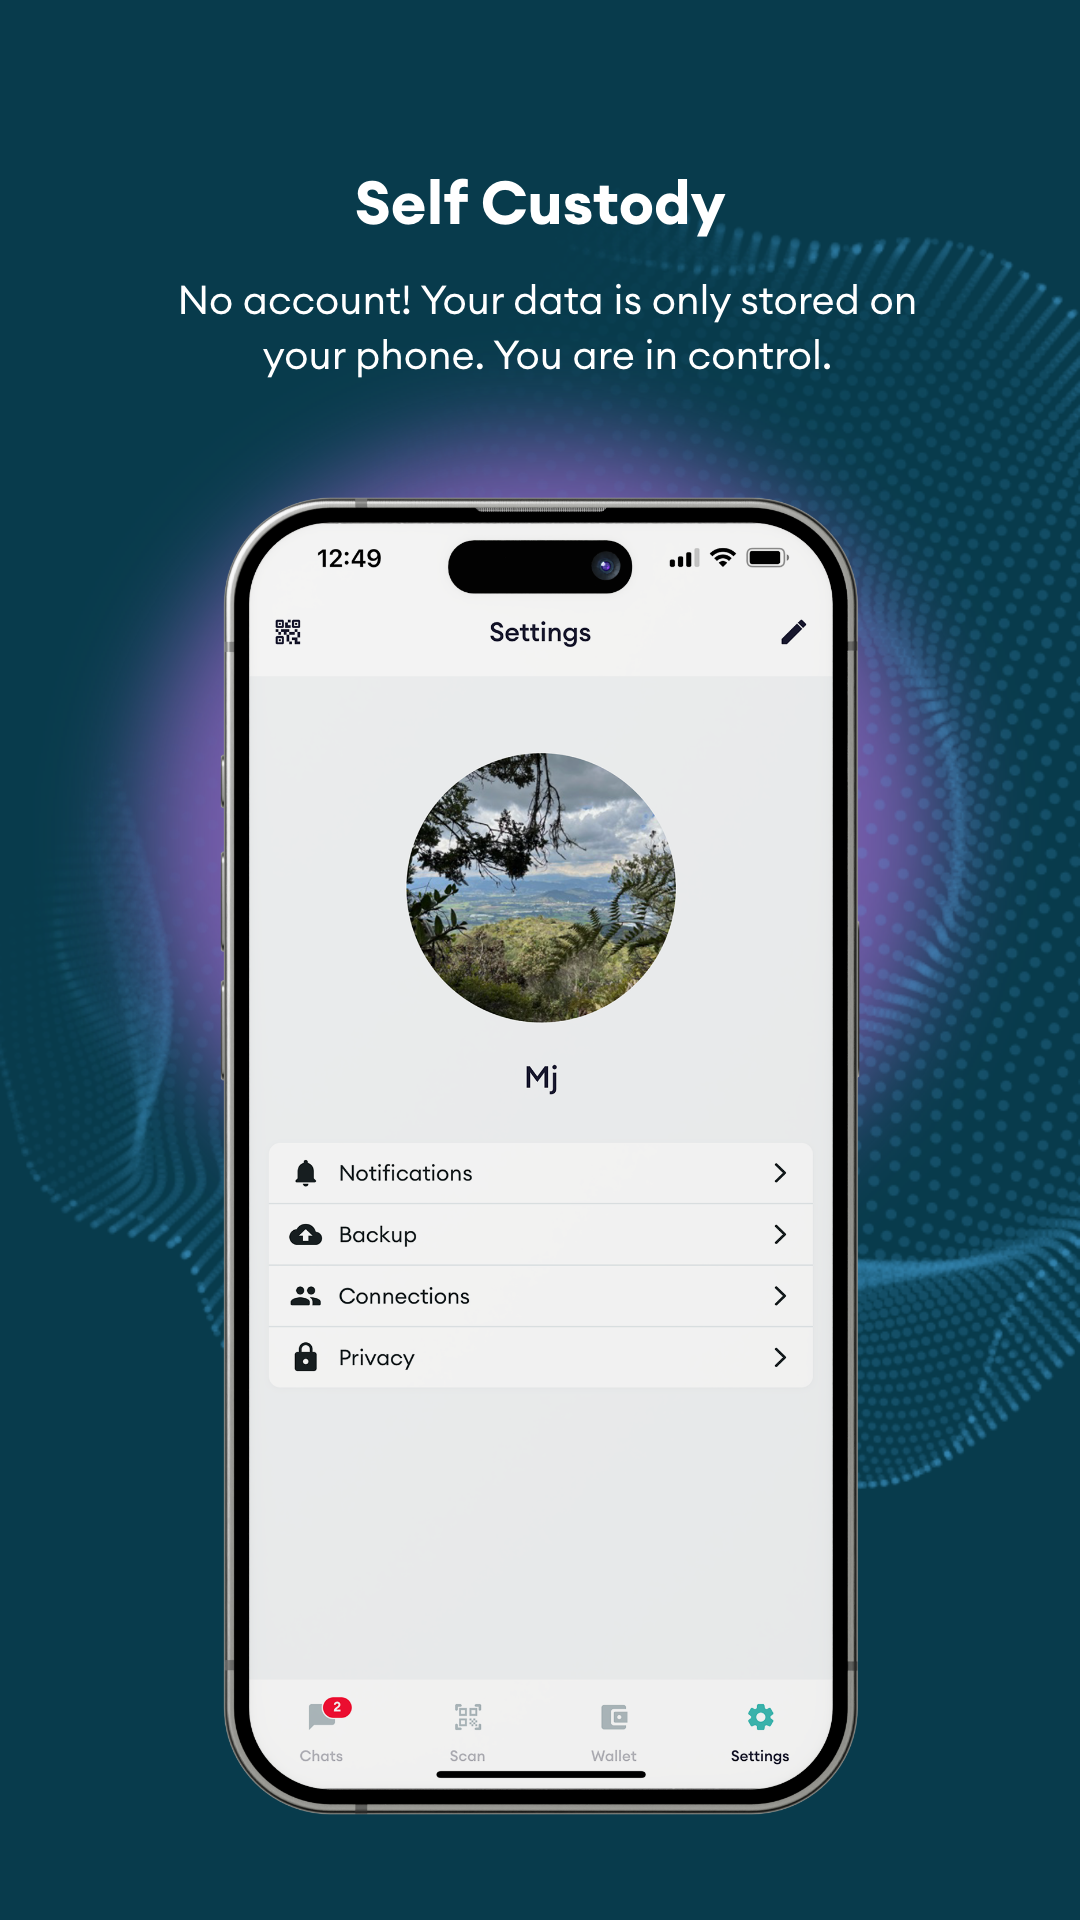 Self Custody
No account! Your data is only stored on
your phone. You are in control.
12:49
Settings
Mj
Notifications
Backup
Connections
Privacy
2
Chats
Scan
Wallet
Settings